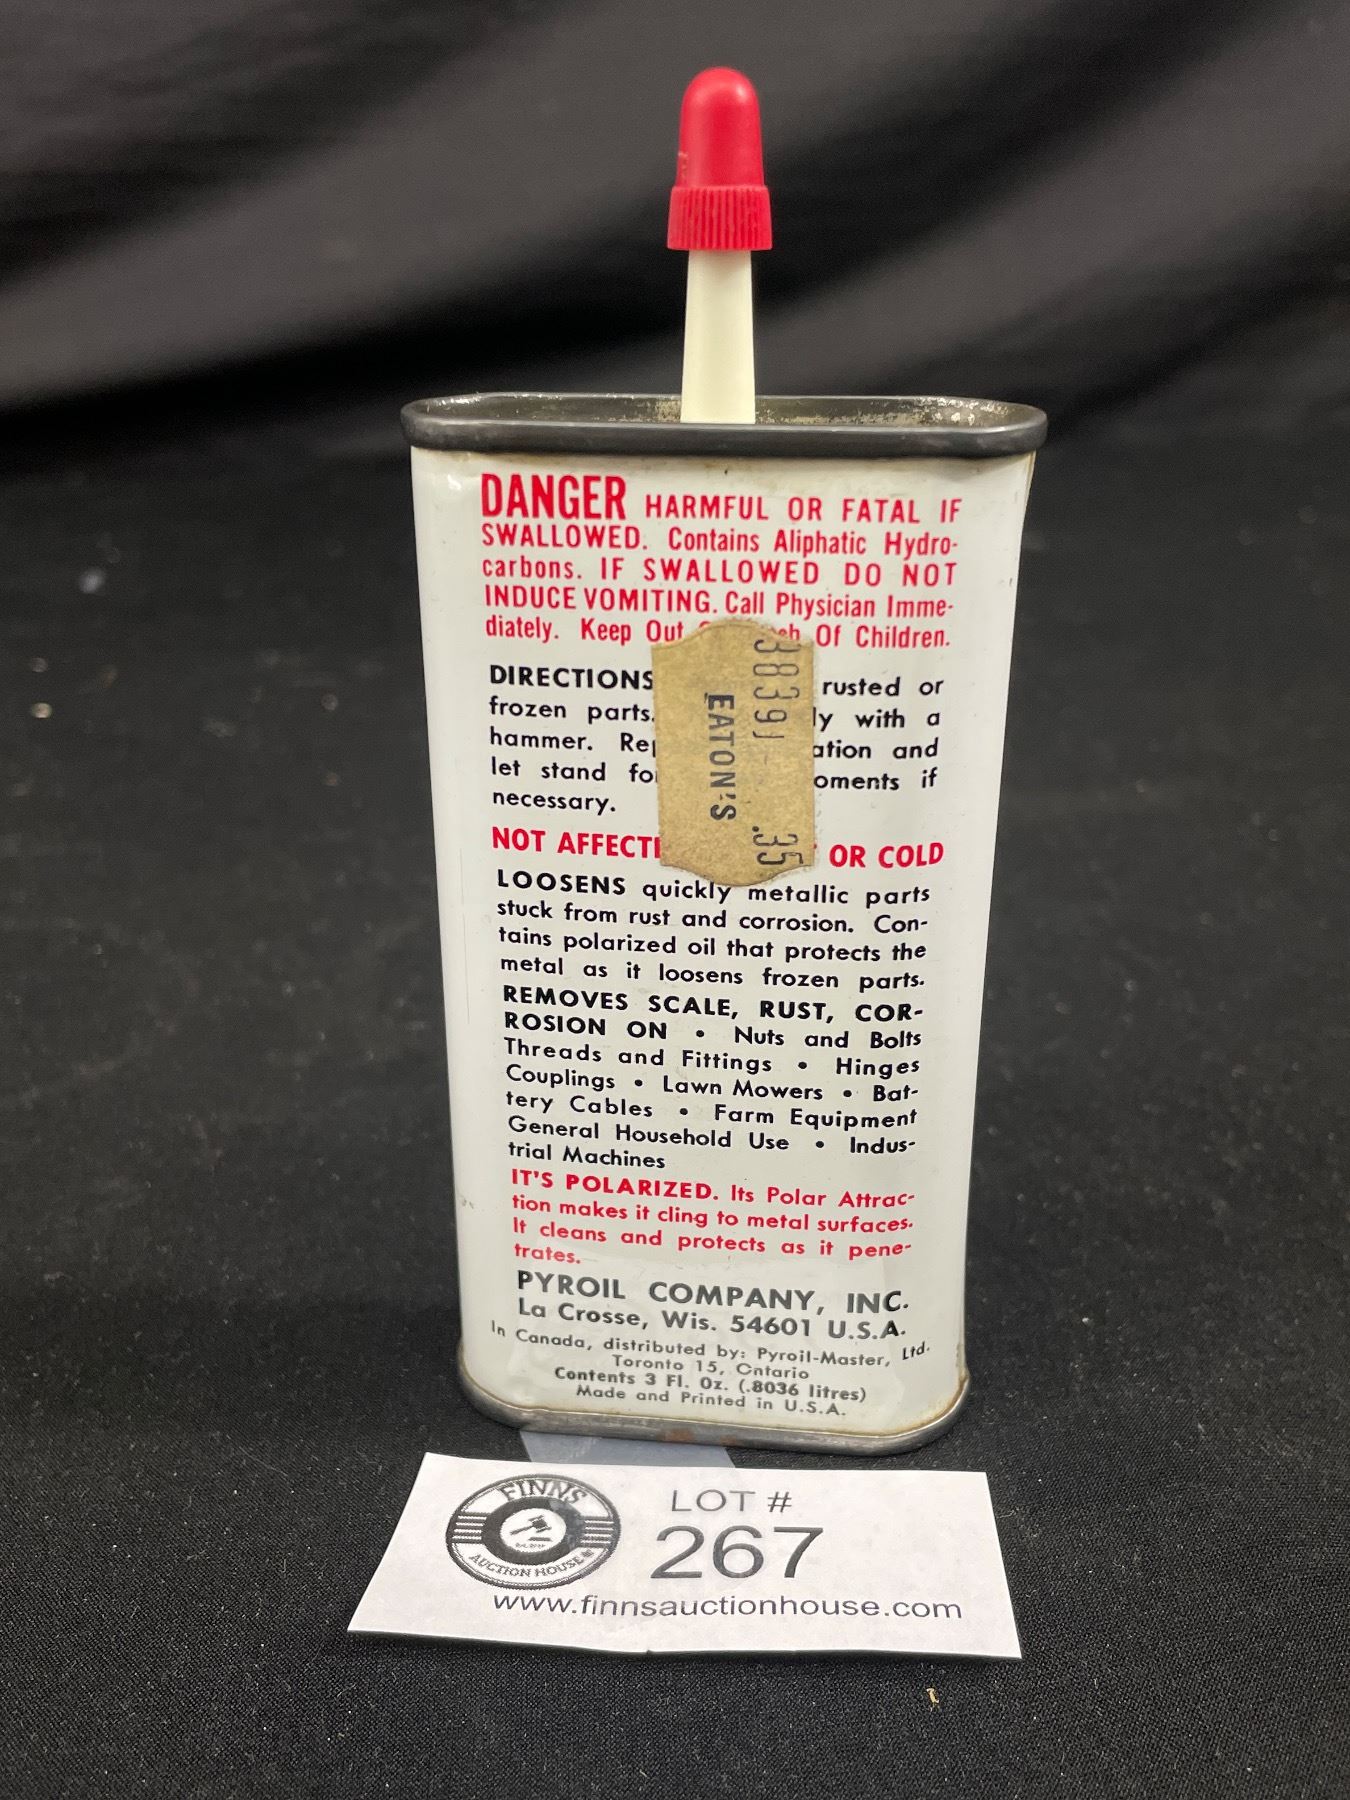 DANGER HARMFUL OR FATAL IF
SWALLOWED. Contains Aliphatic Hydro-
carbons. IF SWALLOWED DO NOT
INDUCE VOMITING. Call Physician Imme-
diately. Keep Out Of Children.
DIRECTIONS rusted or
frozen parts. ly with a
hammer. Re ation and
let stand fo oments if
necessary.
38391- .35
EATON'S
NOT AFFECT OR COLD
LOOSENS quickly metallic parts
stuck from rust and corrosion. Con-
tains polarized oil that protects the
metal as it loosens frozen parts.
REMOVES SCALE, RUST, COR-
ROSION ON • Nuts and Bolts
Threads and Fittings • Hinges
Couplings • Lawn Mowers • Bat-
tery Cables • Farm Equipment
General Household Use • Indus-
trial Machines
IT'S POLARIZED. Its Polar Attrac-
tion makes it cling to metal surfaces.
It cleans and protects as it pene-
trates.
PYROIL COMPANY, INC.
La Crosse, Wis. 54601 U.S.A.
In Canada, distributed by: Pyroil-Master, Ltd.
Toronto 15, Cntario
Contents 3 Fl. Oz. (.8036 litres)
Made and Printed in U.S.A.
FINNS
AUCTION HOUSE
LOT #
267
www.finnsauctionhouse.com